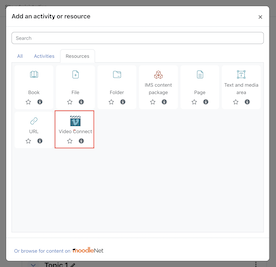 Add an activity or resource
×
Search
All Activities Resources
Book File Folder IMS content package Page Text and media area
URL Video Connect
Or browse for content on moodleNet
Topic 1